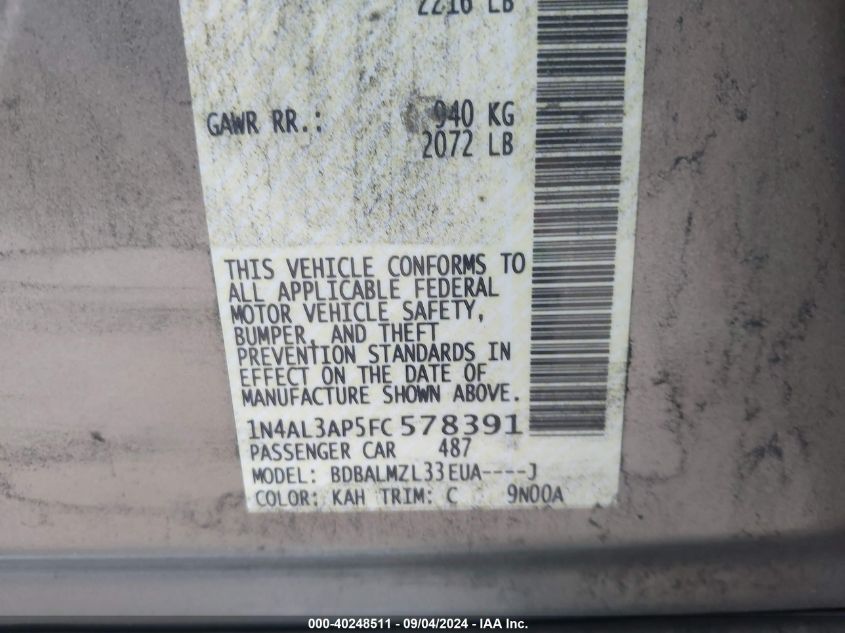 2216 LB
GAWR RR.: 940 KG
2072 LB
THIS VEHICLE CONFORMS TO
ALL APPLICABLE FEDERAL
MOTOR VEHICLE SAFETY,
BUMPER, AND THEFT
PREVENTION STANDARDS IN
EFFECT ON THE DATE OF
MANUFACTURE SHOWN ABOVE.
1N4AL3AP5FC578391
PASSENGER CAR 487
MODEL: BDBALMZL33EUA----J
COLOR: KAH TRIM: C 9N00A
000-40248511 - 09/04/2024 - IAA Inc.